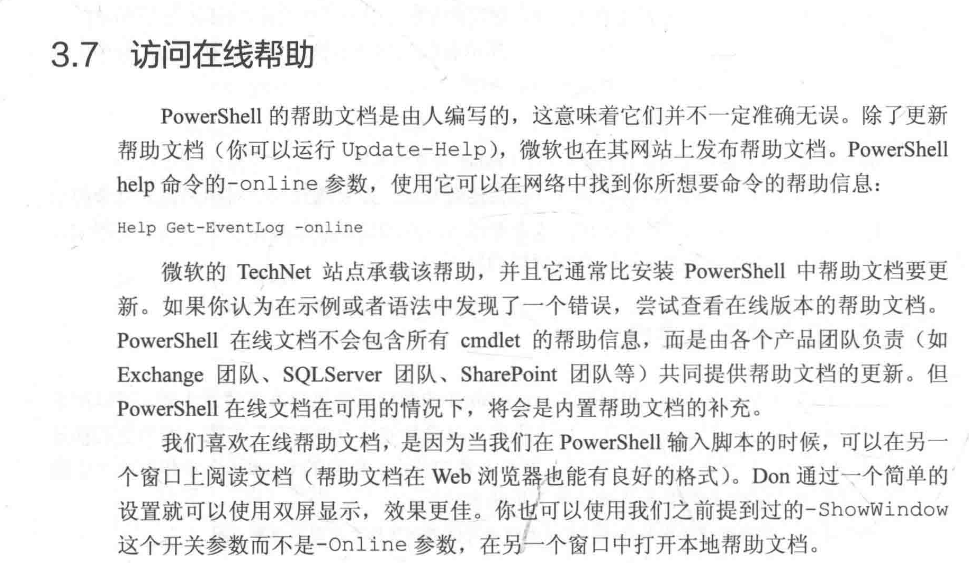 3.7 访问在线帮助
PowerShell 的帮助文档是由人编写的，这意味着它们并不一定准确无误。除了更新
帮助文档（你可以运行 Update-Help），微软也在其网站上发布帮助文档。PowerShell
help 命令的-online 参数，使用它可以在网络中找到你所想要命令的帮助信息：
Help Get-EventLog -online
微软的 TechNet 站点承载该帮助，并且它通常比安装 PowerShell 中帮助文档要更
新。如果你认为在示例或者语法中发现了一个错误，尝试查看在线版本的帮助文档。
PowerShell 在线文档不会包含所有 cmdlet 的帮助信息，而是由各个产品团队负责（如
Exchange 团队、SQLServer 团队、SharePoint 团队等）共同提供帮助文档的更新。但
PowerShell 在线文档在可用的情况下，将会是内置帮助文档的补充。
我们喜欢在线帮助文档，是因为当我们在 PowerShell 输入脚本的时候，可以在另一
个窗口上阅读文档（帮助文档在 Web 浏览器也能有良好的格式）。Don 通过一个简单的
设置就可以使用双屏显示，效果更佳。你也可以使用我们之前提到过的-ShowWindow
这个开关参数而不是-Online 参数，在另一个窗口中打开本地帮助文档。